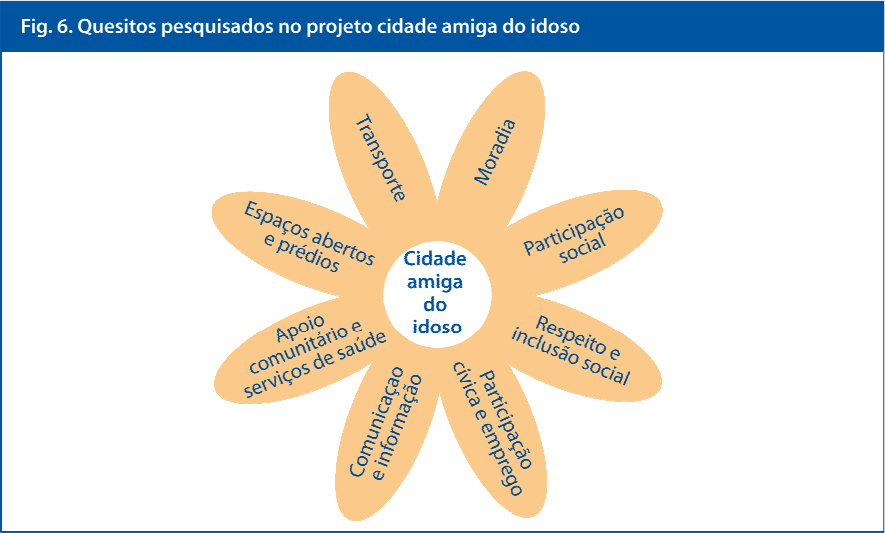 Fig. 6. Quesitos pesquisados no projeto cidade amiga do idoso
Transporte
Moradia
Participação
social
Respeito e
inclusão social
Participação
cívica e emprego
Comunicaçao
e informação
Apoio
comunitário e
serviços de saúde
Espaços abertos
e prédios
Cidade
amiga
do
idoso